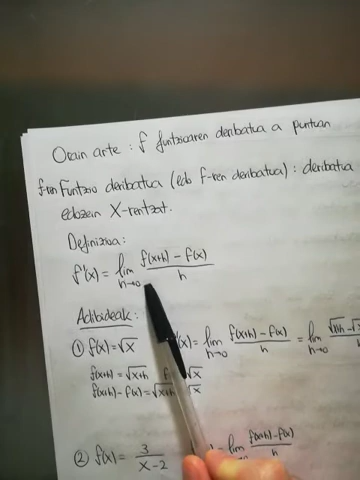 Orain arte : f funtzioaren deribatua a puntuan
f-ren Funtzio deribatua (edo f-ren deribatua) : deribatua
edozein X-rentzat.
Definizioa:
f'(x) = lim h→0 (f(x+h) - f(x))/h
Adibideak :
① f(x) = √x '(x) = lim h→0 (f(x+h) - f(x))/h = lim h→0
f(x+h) = √x+h f √x
f(x+h) - f(x) = √x+h √x
② f(x) = 3/(x-2) lim (f(x+h) - f(x))/h